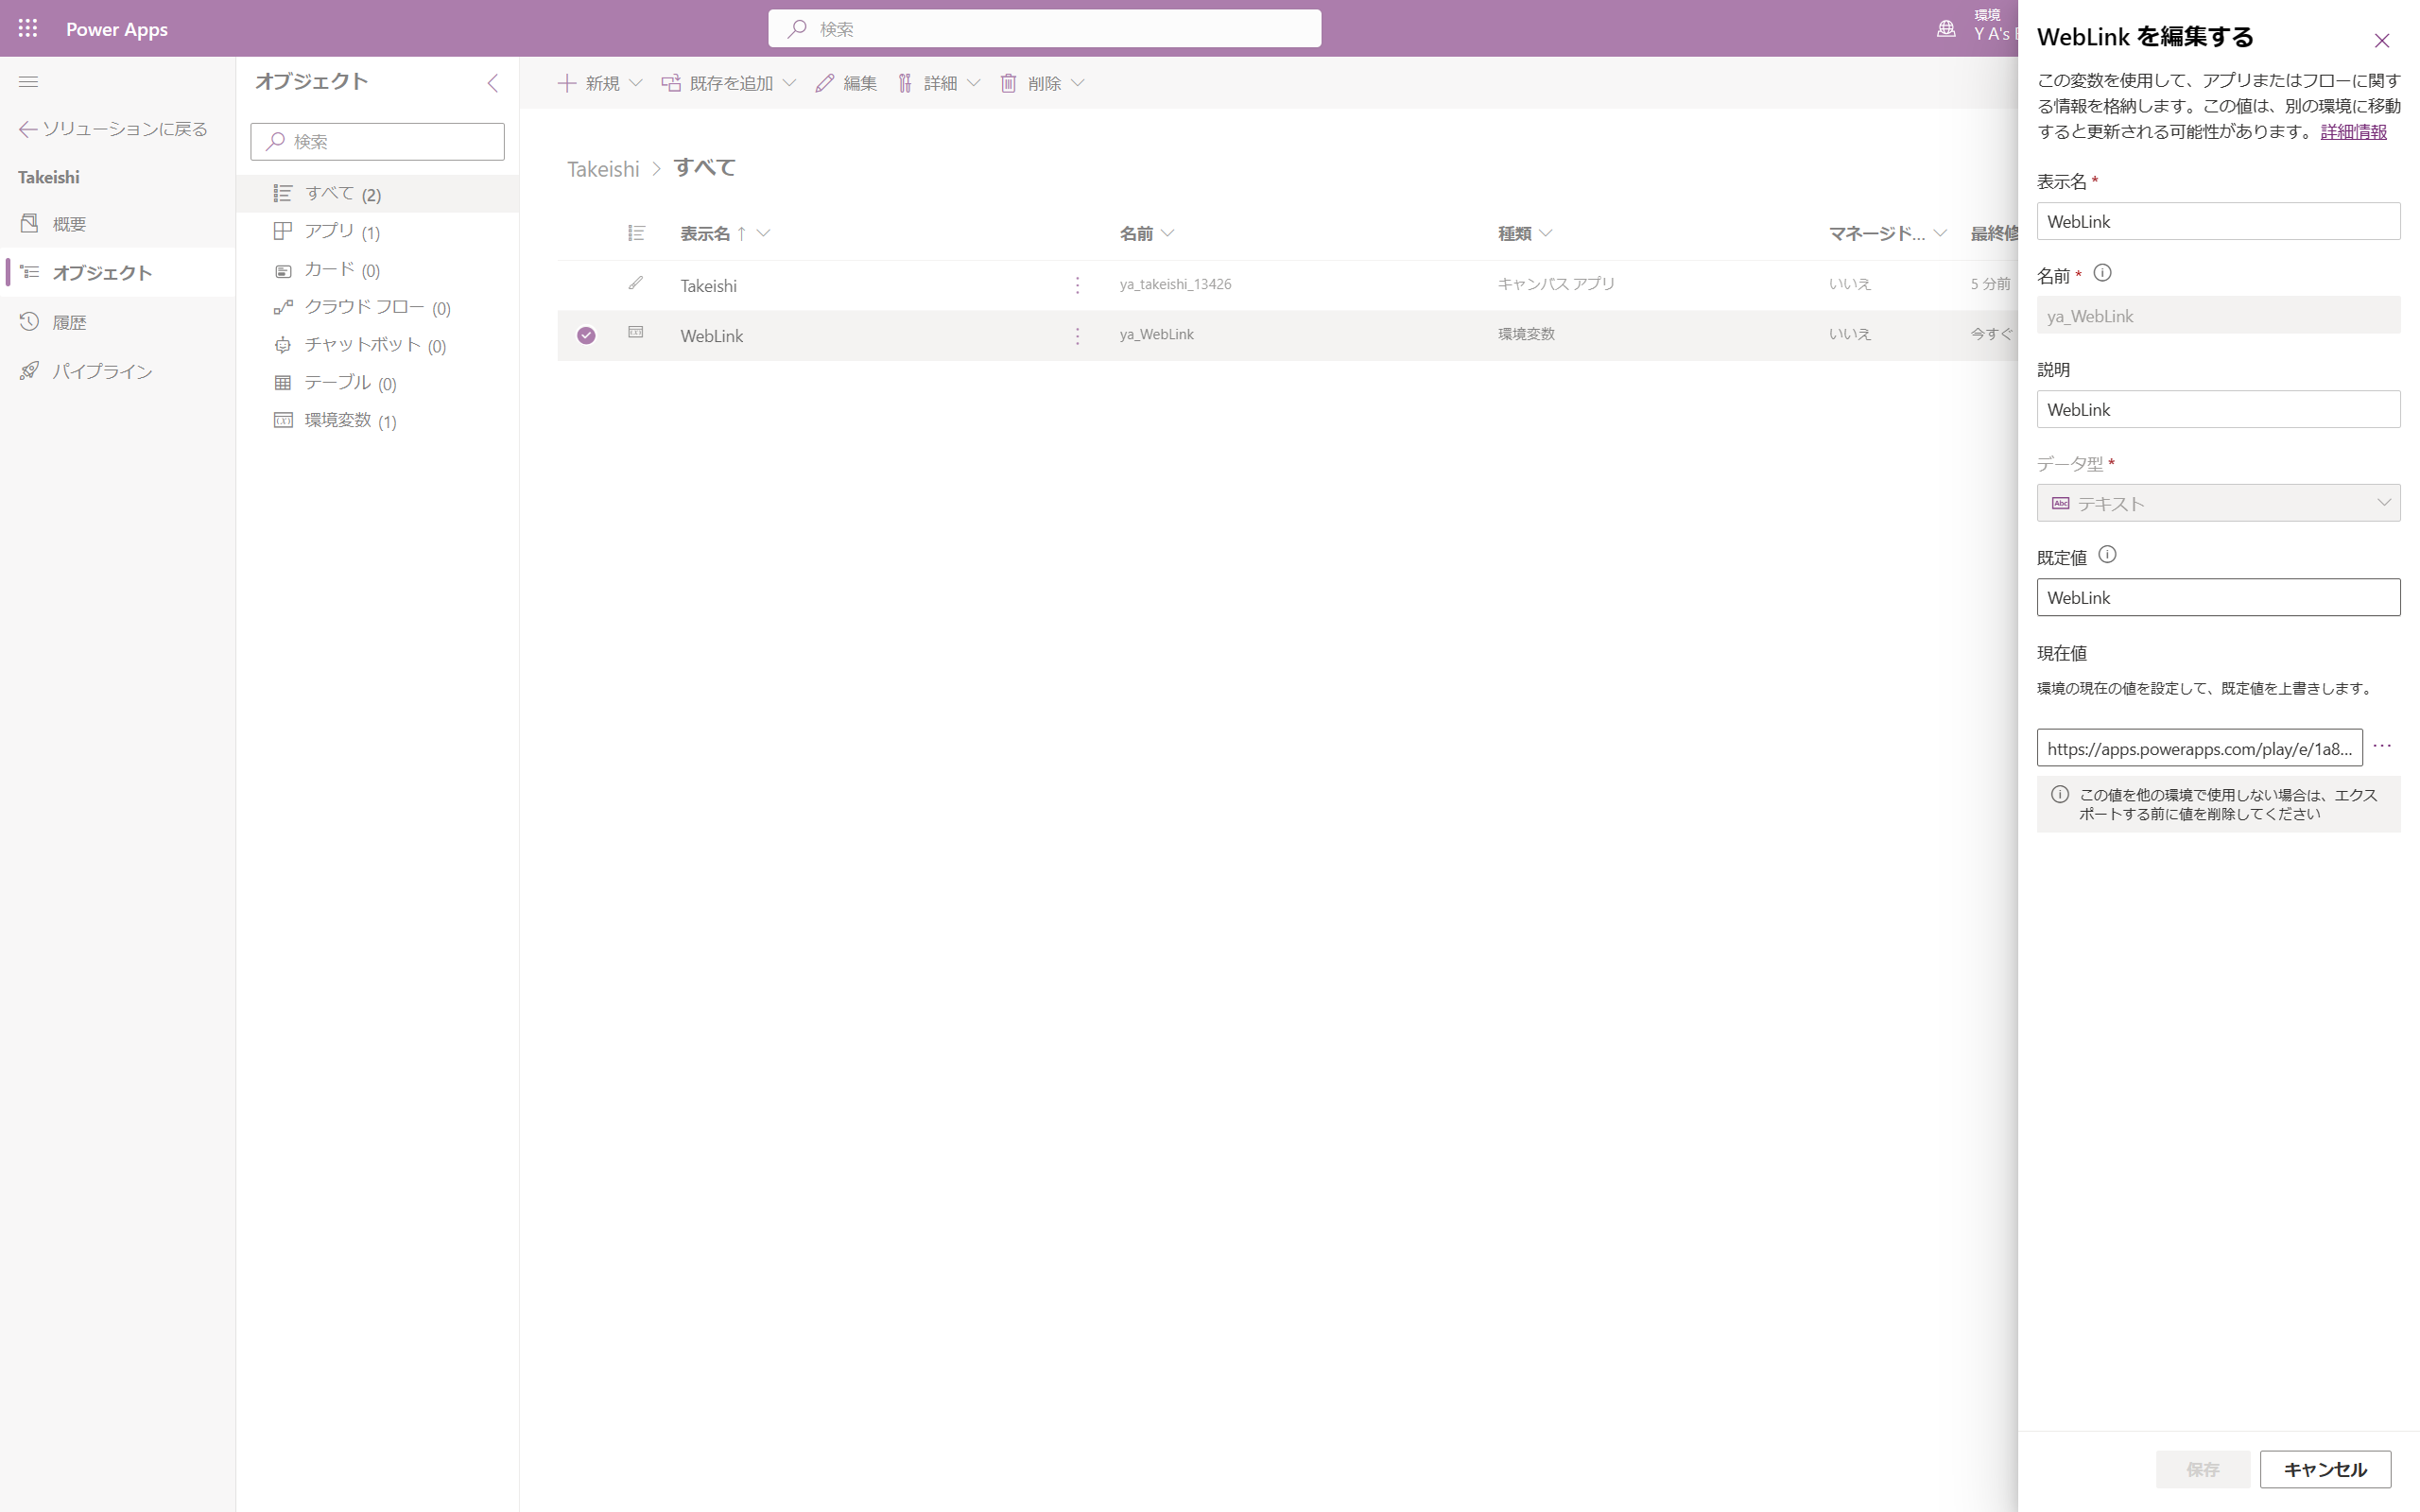 Power Apps
検索
環境
Y A's
ソリューションに戻る
Takeishi
概要
オブジェクト
履歴
パイプライン
オブジェクト
検索
すべて (2)
アプリ (1)
カード (0)
クラウド フロー (0)
チャットボット (0)
テーブル (0)
環境変数 (1)
新規 既存を追加 編集 詳細 削除
Takeishi > すべて
表示名 ↑ 名前 種類 マネージド... 最終修
Takeishi ya_takeishi_13426 キャンバス アプリ いいえ 5 分前
WebLink ya_WebLink 環境変数 いいえ 今すぐ
WebLink を編集する
この変数を使用して、アプリまたはフローに関す
る情報を格納します。この値は、別の環境に移動
すると更新される可能性があります。詳細情報
表示名 *
WebLink
名前 *
ya_WebLink
説明
WebLink
データ型 *
Abc テキスト
既定値
WebLink
現在値
環境の現在の値を設定して、既定値を上書きします。
https://apps.powerapps.com/play/e/1a8... ...
この値を他の環境で使用しない場合は、エクス
ポートする前に値を削除してください
保存 キャンセル